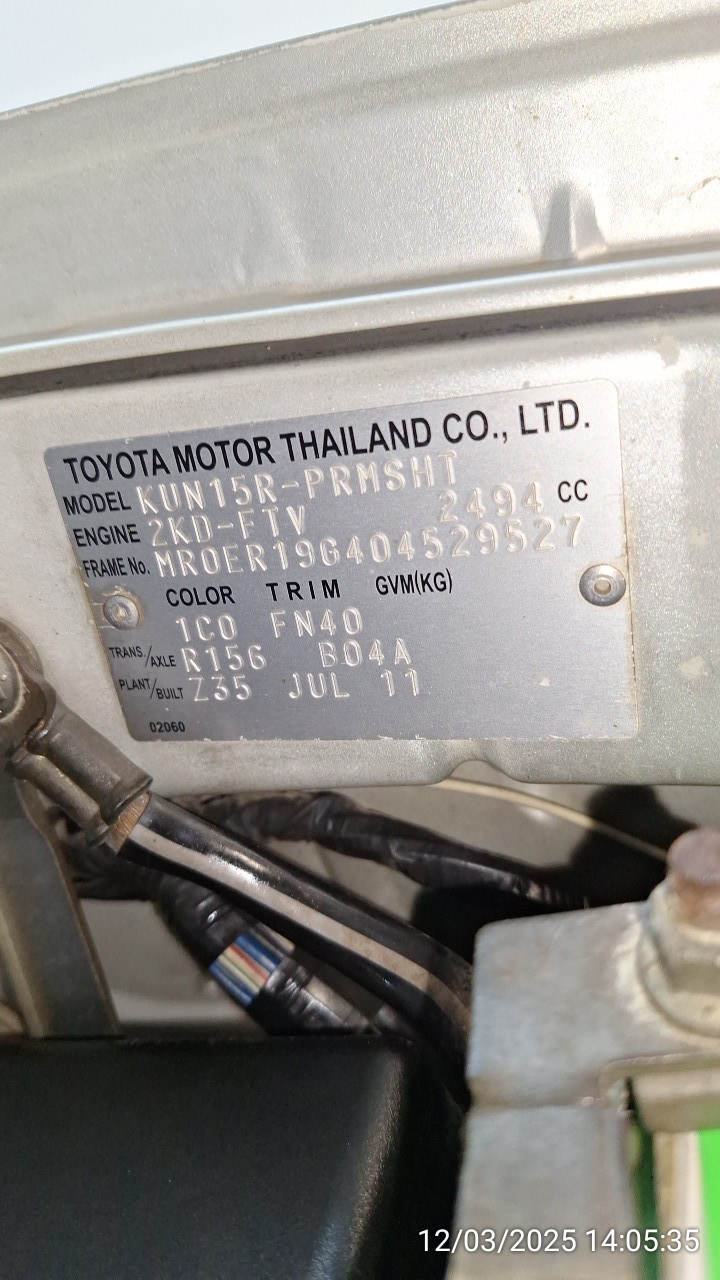 TOYOTA MOTOR THAILAND CO., LTD.
MODEL KUN15R-PRMSHT
ENGINE 2KD-FTV 2494 CC
FRAME No. MR0ER19G404529527
COLOR TRIM GVM(KG)
1C0 FN40
TRANS./AXLE R156 B04A
PLANT/BUILT Z35 JUL 11
02060
12/03/2025 14:05:35